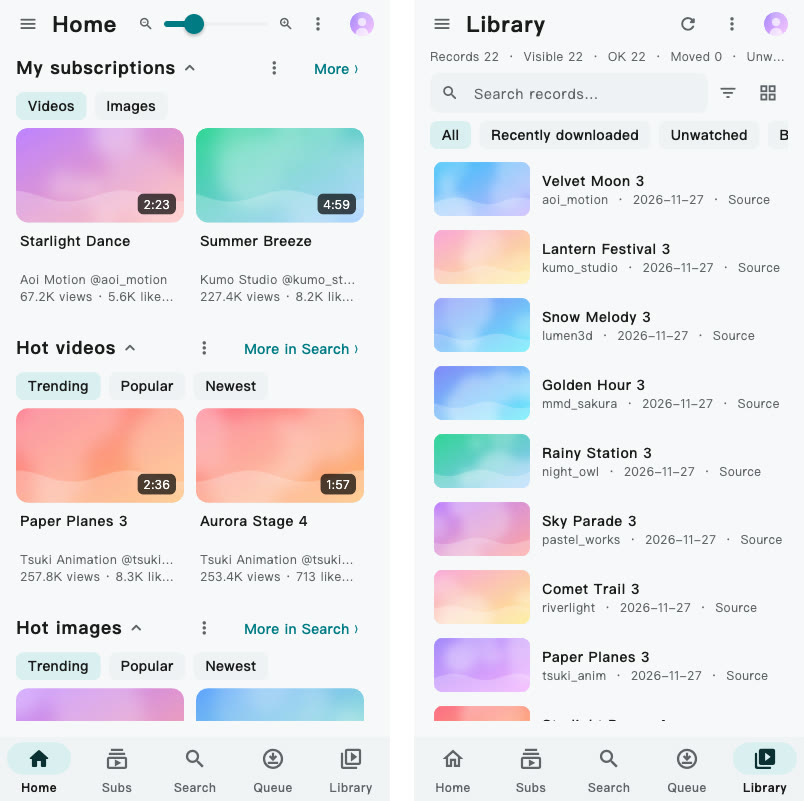 Home
My subscriptions
More ›
Videos
Images
2:23
4:59
Starlight Dance
Summer Breeze
Aoi Motion @aoi_motion
67.2K views · 5.6K like...
Kumo Studio @kumo_st...
227.4K views · 8.2K lik...
Hot videos
More in Search ›
Trending
Popular
Newest
2:36
1:57
Paper Planes 3
Aurora Stage 4
Tsuki Animation @tsuki...
257.8K views · 8.3K lik...
Tsuki Animation @tsuki...
253.4K views · 713 like...
Hot images
More in Search ›
Trending
Popular
Newest
Home
Subs
Search
Queue
Library
Library
Records 22 · Visible 22 · OK 22 · Moved 0 · Unw...
Search records...
All
Recently downloaded
Unwatched
B
Velvet Moon 3
aoi_motion · 2026-11-27 · Source
Lantern Festival 3
kumo_studio · 2026-11-27 · Source
Snow Melody 3
lumen3d · 2026-11-27 · Source
Golden Hour 3
mmd_sakura · 2026-11-27 · Source
Rainy Station 3
night_owl · 2026-11-27 · Source
Sky Parade 3
pastel_works · 2026-11-27 · Source
Comet Trail 3
riverlight · 2026-11-27 · Source
Paper Planes 3
tsuki_anim · 2026-11-27 · Source
Home
Subs
Search
Queue
Library